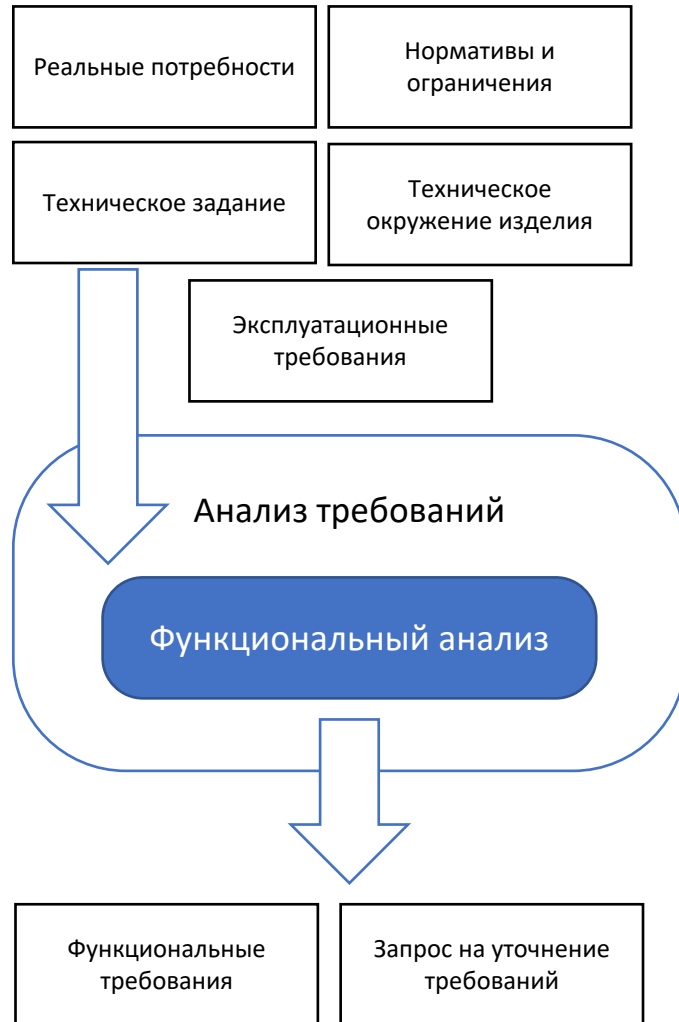 Реальные потребности
Нормативы и
ограничения
Техническое задание
Техническое
окружение изделия
Эксплуатационные
требования
Анализ требований
Функциональный анализ
Функциональные
требования
Запрос на уточнение
требований